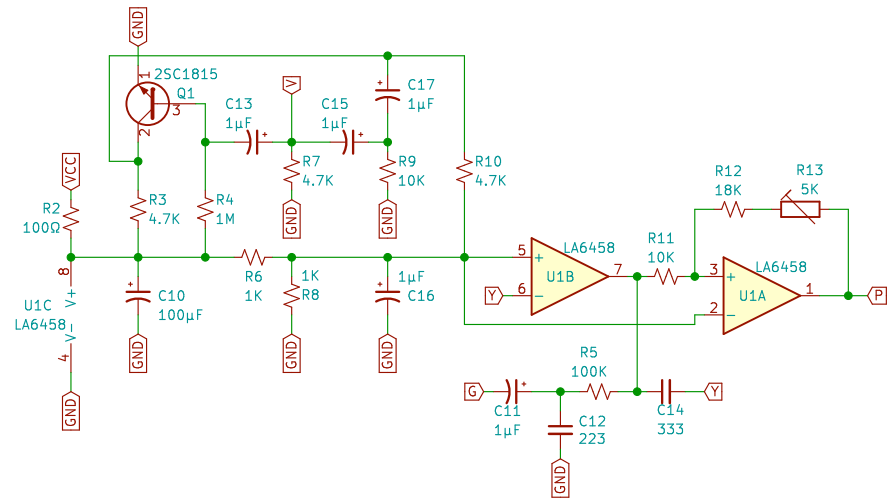 GND
1
2SC1815
Q1
3
2
C13
1µF
+
V
C15
1µF
+
+
C17
1µF
VCC
R2
100Ω
R3
4.7K
R4
1M
R7
4.7K
R9
10K
R10
4.7K
GND
GND
R12
18K
R13
5K
8
V+
U1C
LA6458
V-
4
GND
+
C10
100µF
GND
R6
1K
1K
R8
GND
+
1µF
C16
GND
5
+
LA6458
U1B
7
Y
6
-
R11
10K
3
+
LA6458
U1A
1
P
2
-
R5
100K
G
+
C11
1µF
C12
223
GND
C14
333
Y